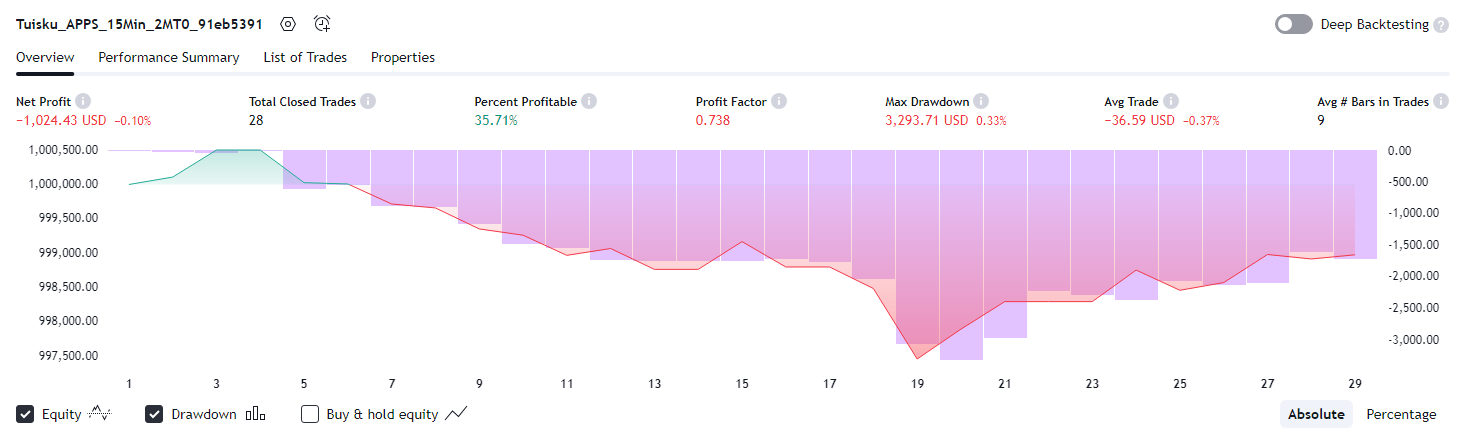 Tuisku_APPS_15Min_2MT0_91eb5391 Deep Backtesting
Overview Performance Summary List of Trades Properties
Net Profit Total Closed Trades Percent Profitable Profit Factor Max Drawdown Avg Trade Avg # Bars in Trades
−1,024.43 USD −0.10% 28 35.71% 0.738 3,293.71 USD 0.33% −36.59 USD −0.37% 9
1,000,500.00 0.00
1,000,000.00 -500.00
999,500.00 -1,000.00
999,000.00 -1,500.00
998,500.00 -2,000.00
998,000.00 -2,500.00
997,500.00 -3,000.00
1 3 5 7 9 11 13 15 17 19 21 23 25 27 29
Equity Drawdown Buy & hold equity Absolute Percentage